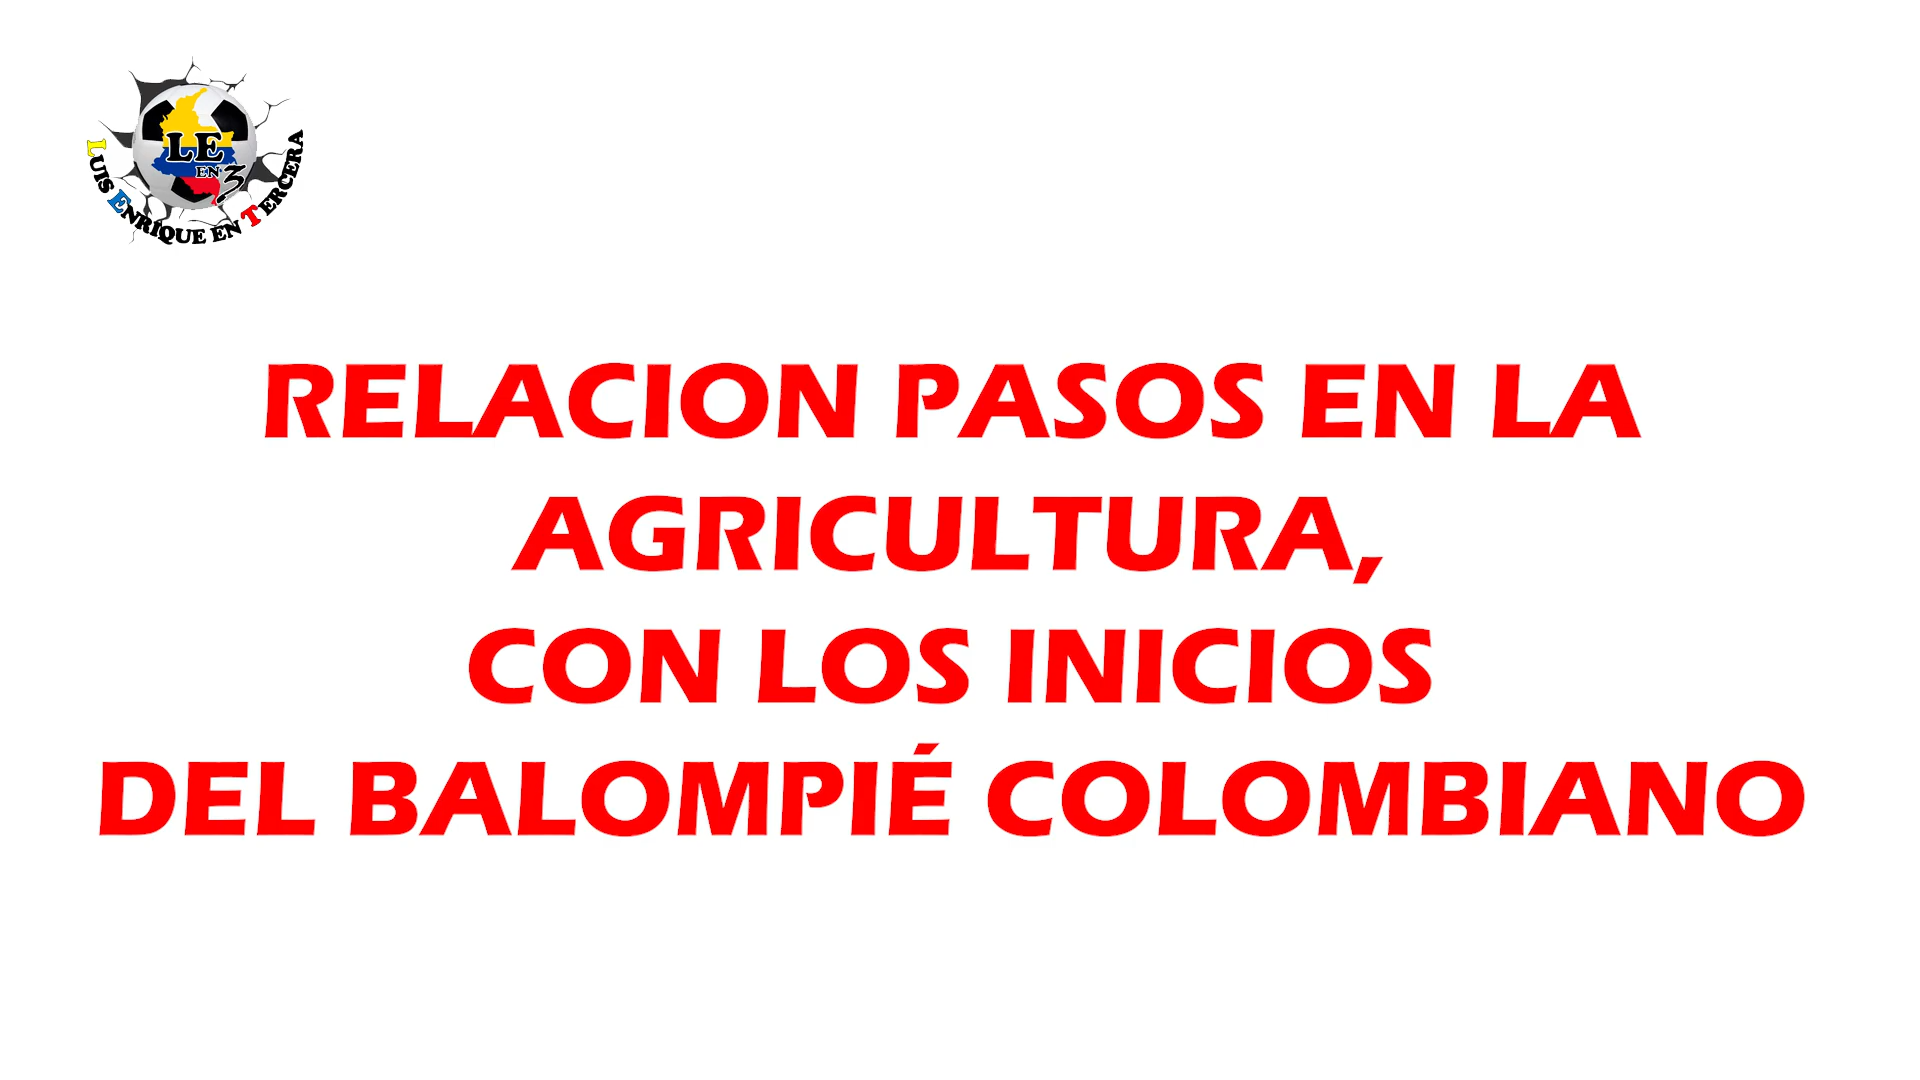 LE
EN 3
LUIS ENRIQUE EN TERCERA
RELACION PASOS EN LA
AGRICULTURA,
CON LOS INICIOS
DEL BALOMPIÉ COLOMBIANO